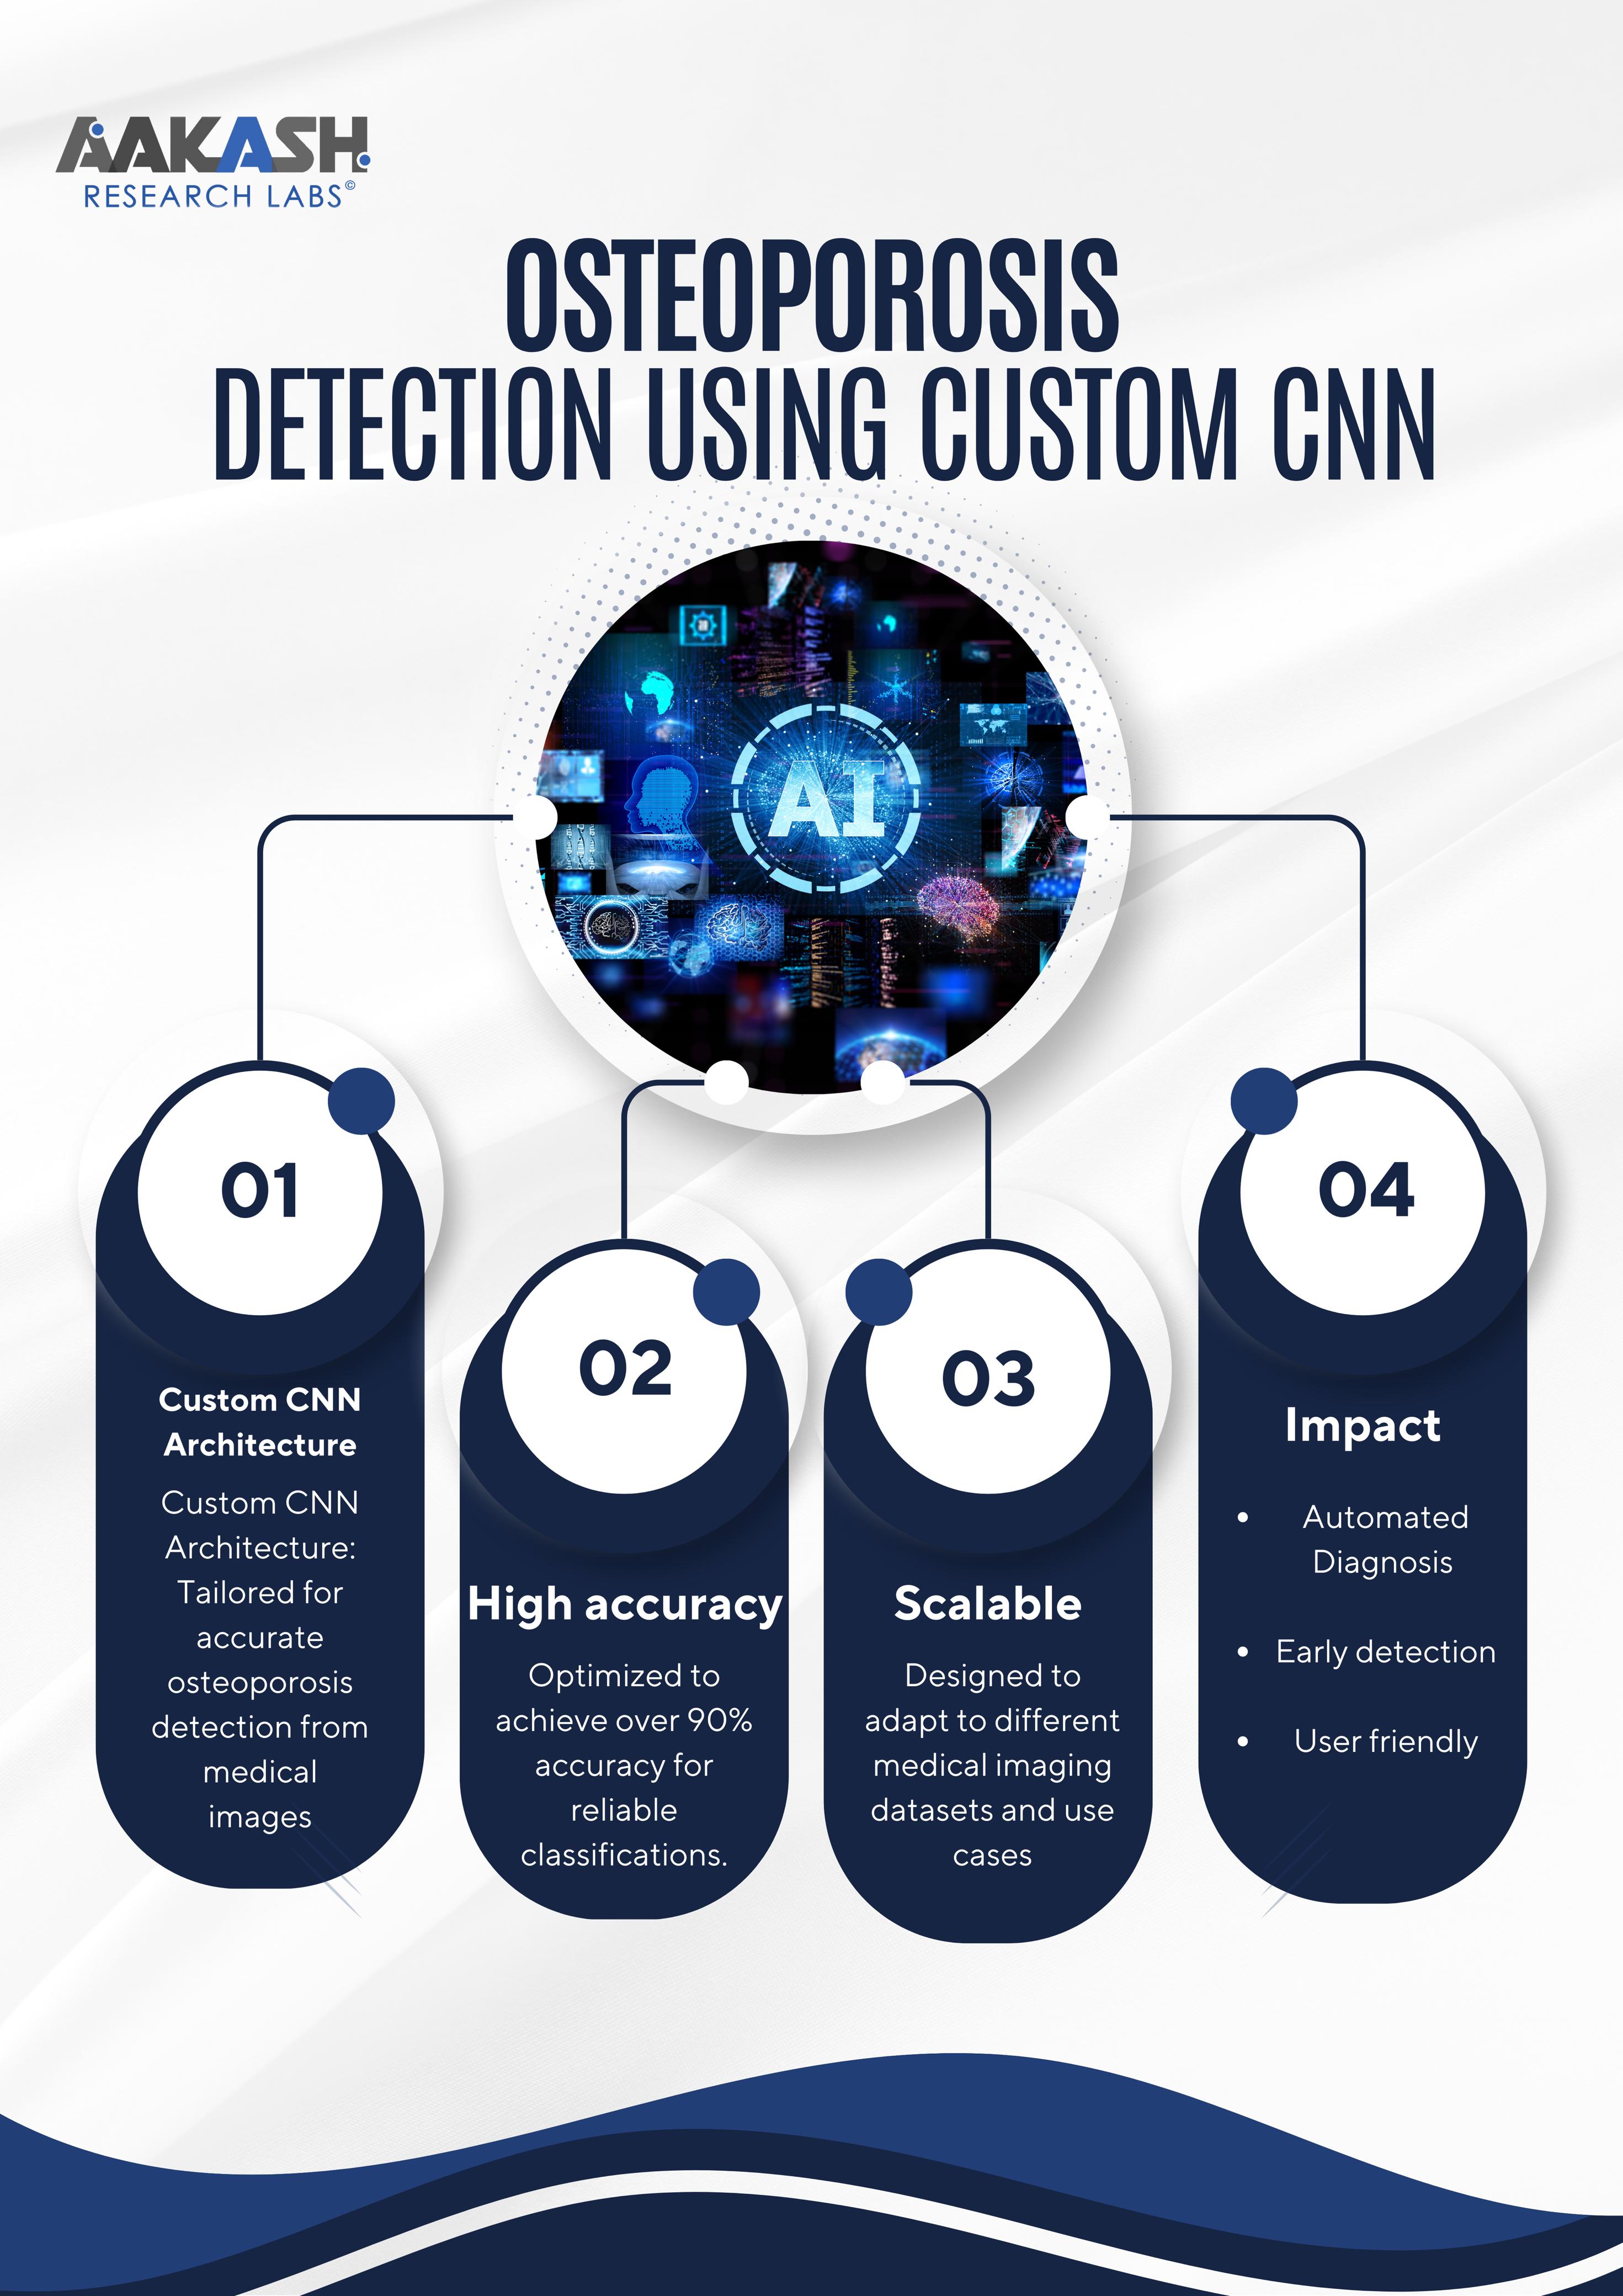 AAKASH
RESEARCH LABS©
OSTEOPOROSIS
DETECTION USING CUSTOM CNN
AI
01
Custom CNN
Architecture
Custom CNN
Architecture:
Tailored for
accurate
osteoporosis
detection from
medical
images
02
High accuracy
Optimized to
achieve over 90%
accuracy for
reliable
classifications.
03
Scalable
Designed to
adapt to different
medical imaging
datasets and use
cases
04
Impact
• Automated
Diagnosis
• Early detection
• User friendly